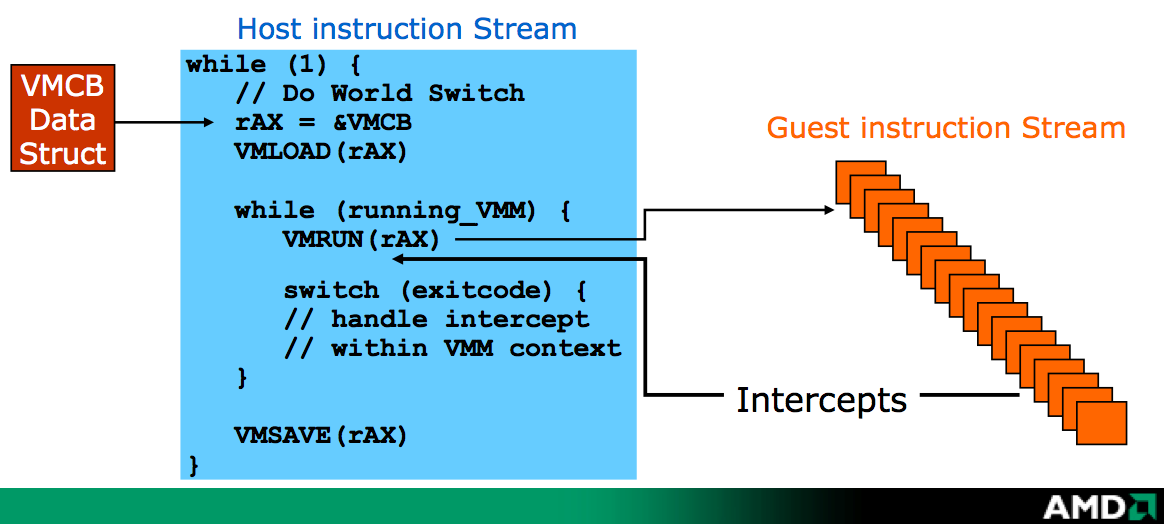 Host instruction Stream
VMCB
Data
Struct
while (1) {
// Do World Switch
rAX = &VMCB
VMLOAD(rAX)
while (running_VMM) {
VMRUN(rAX)
switch (exitcode) {
// handle intercept
// within VMM context
}
VMSAVE(rAX)
}
Guest instruction Stream
Intercepts
AMD